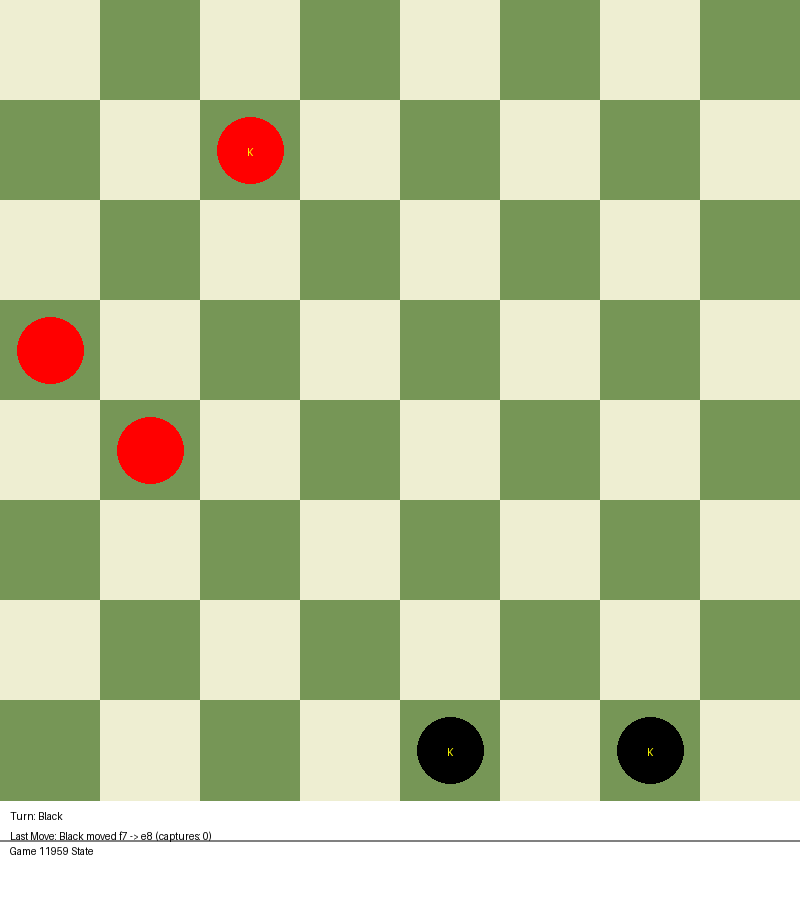 K
K
K
Turn: Black
Last Move: Black moved f7 -> e8 (captures: 0)
Game 11959 State